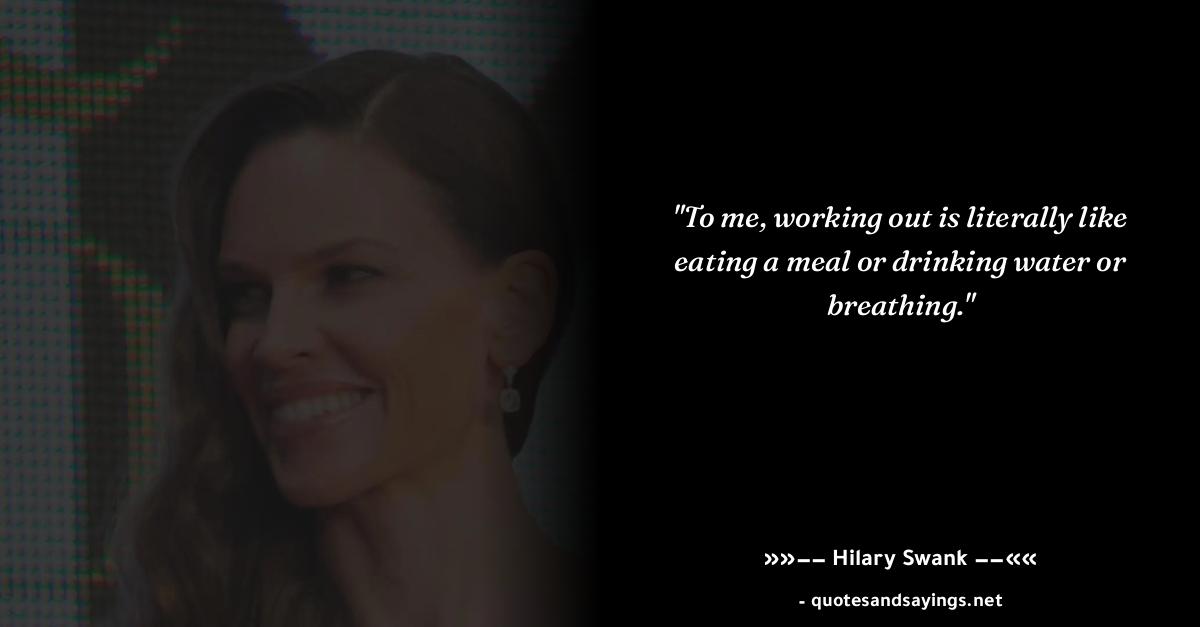 "To me, working out is literally like
eating a meal or drinking water or
breathing."
»»−− Hilary Swank −−««
- quotesandsayings.net